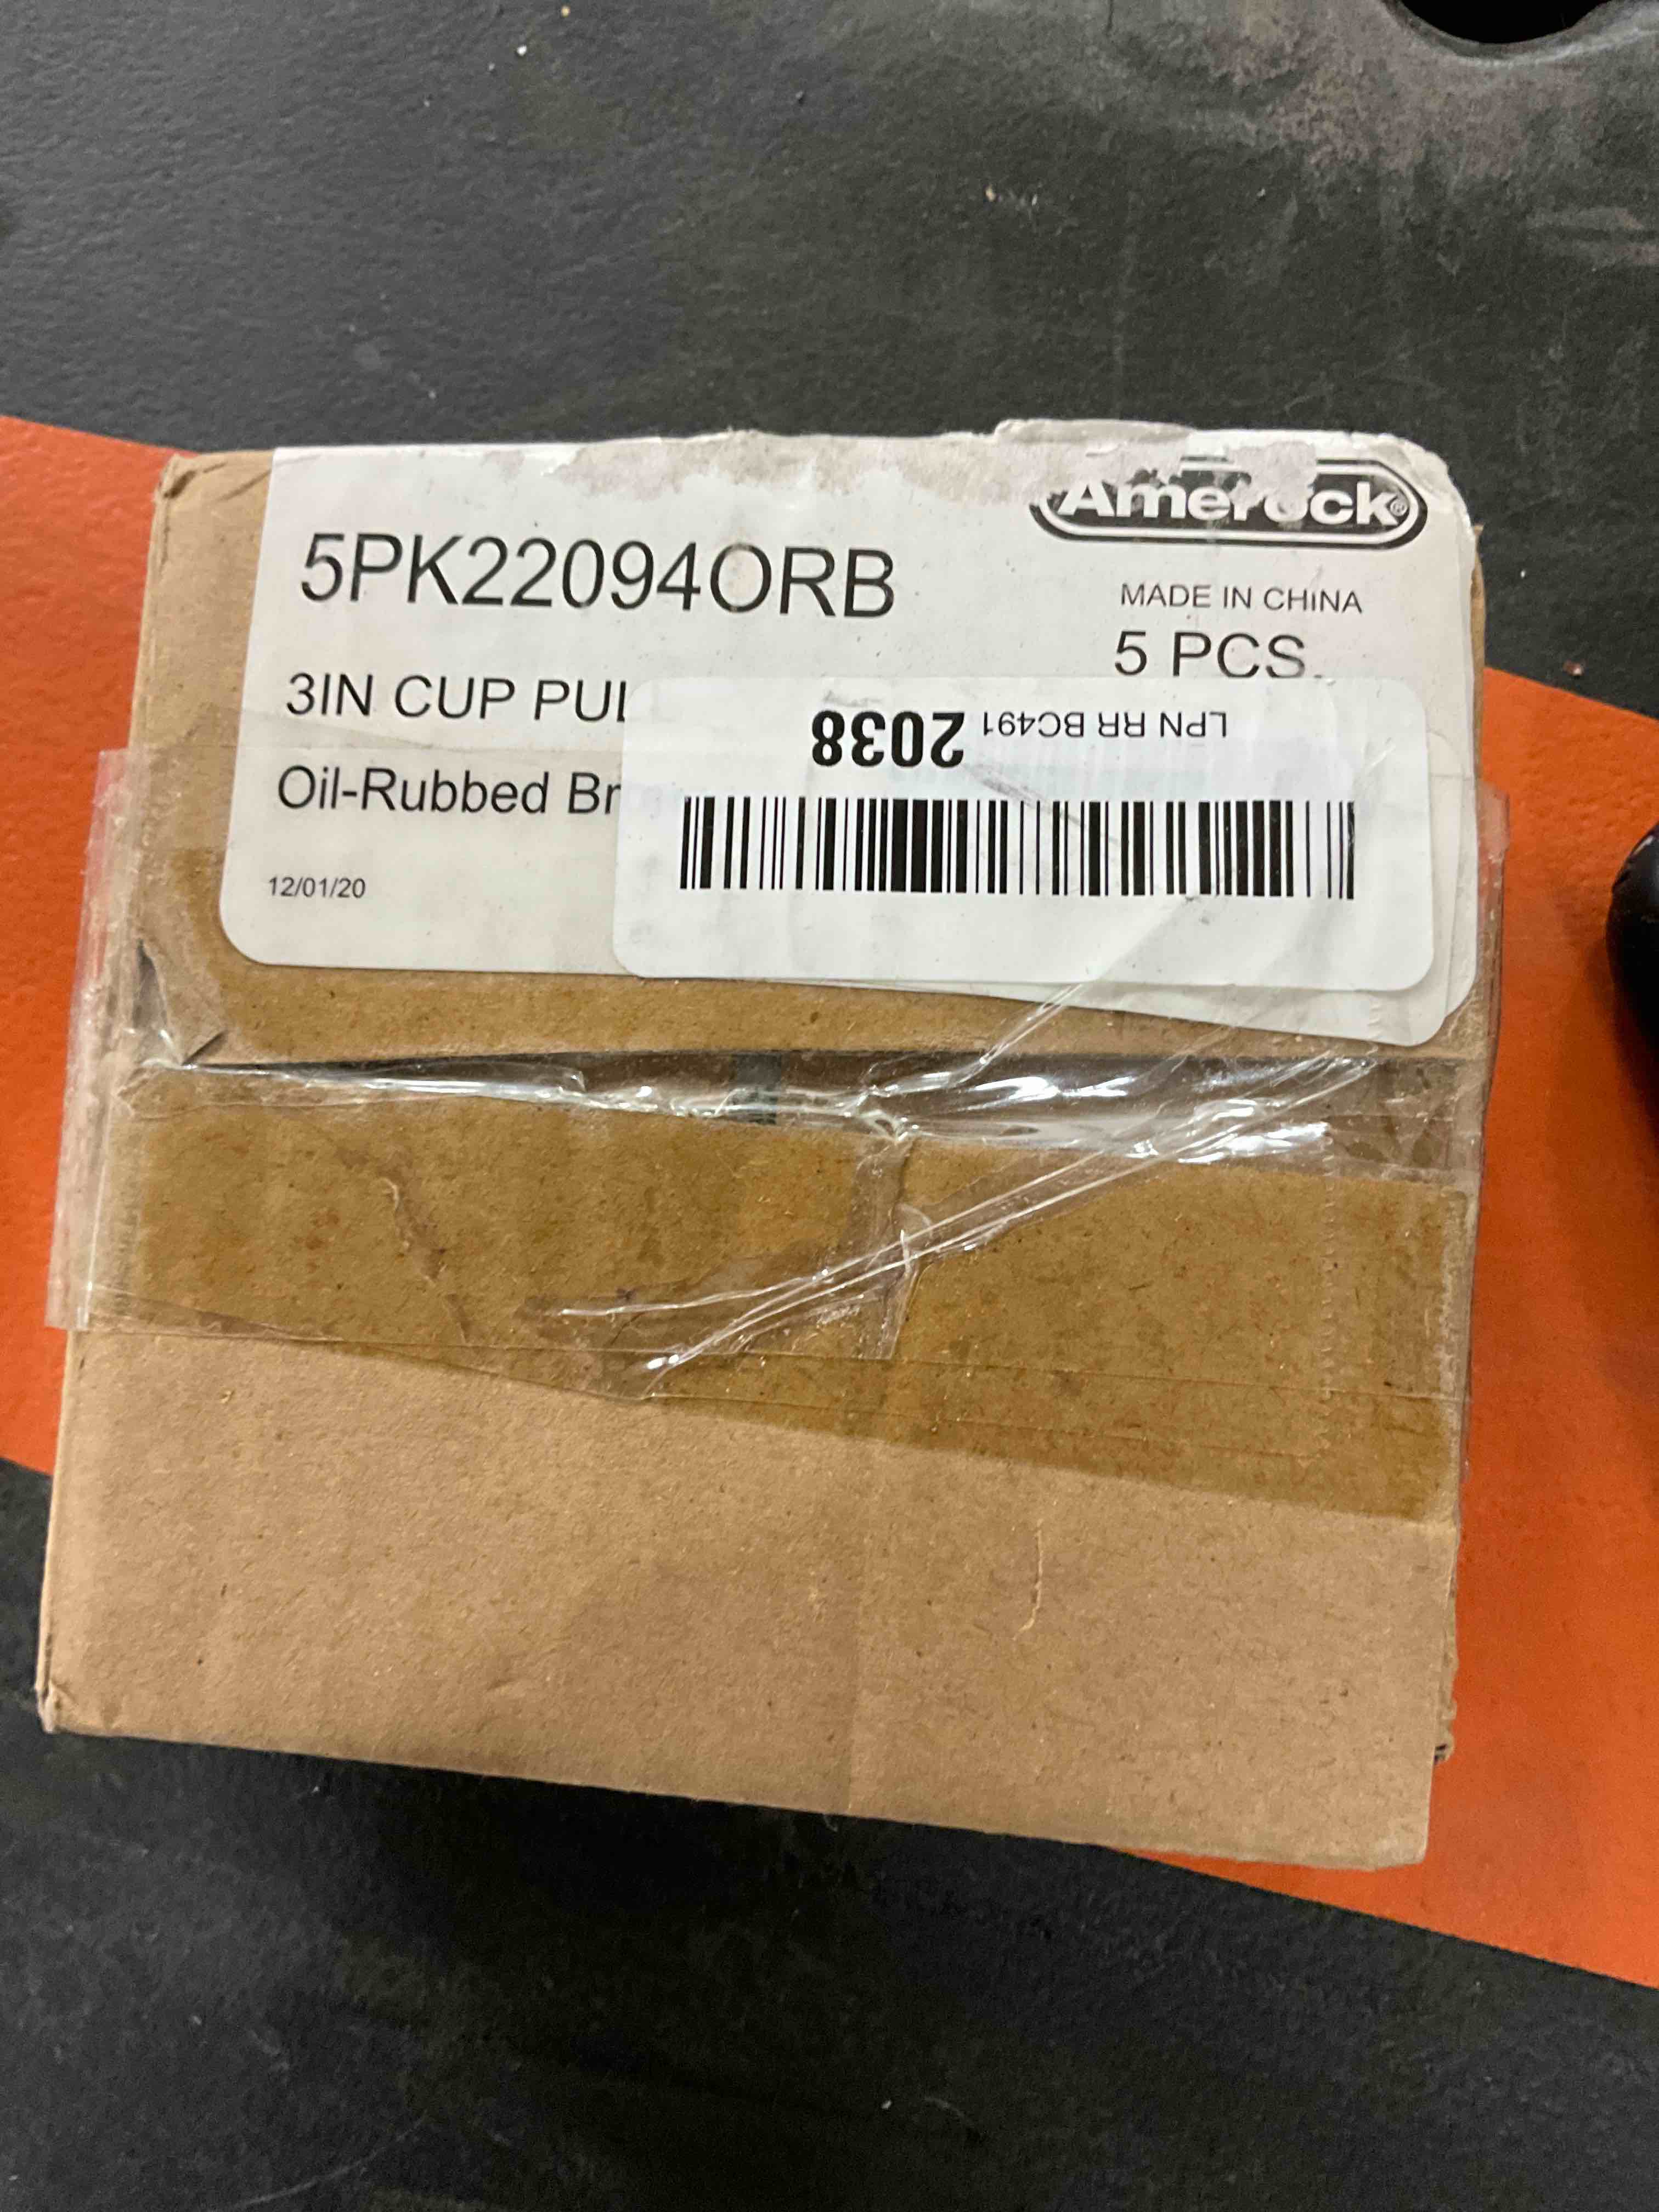 Amerock®
5PK22094ORB
MADE IN CHINA
5 PCS.
3IN CUP PUL
Oil-Rubbed Br
12/01/20
LPN RR BC491 2038